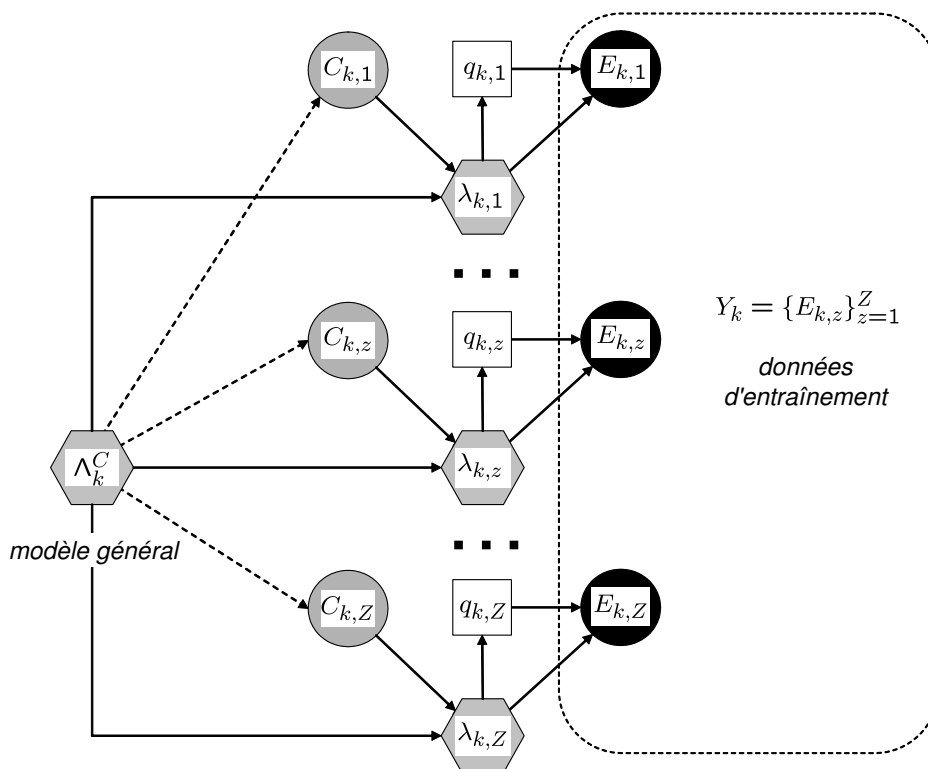 C_{k,1} q_{k,1} E_{k,1}
λ_{k,1}
Y_k = {E_{k,z}}_{z=1}^Z
C_{k,z} q_{k,z} E_{k,z}
données
d'entraînement
Λ_k^C λ_{k,z}
modèle général
C_{k,Z} q_{k,Z} E_{k,Z}
λ_{k,Z}